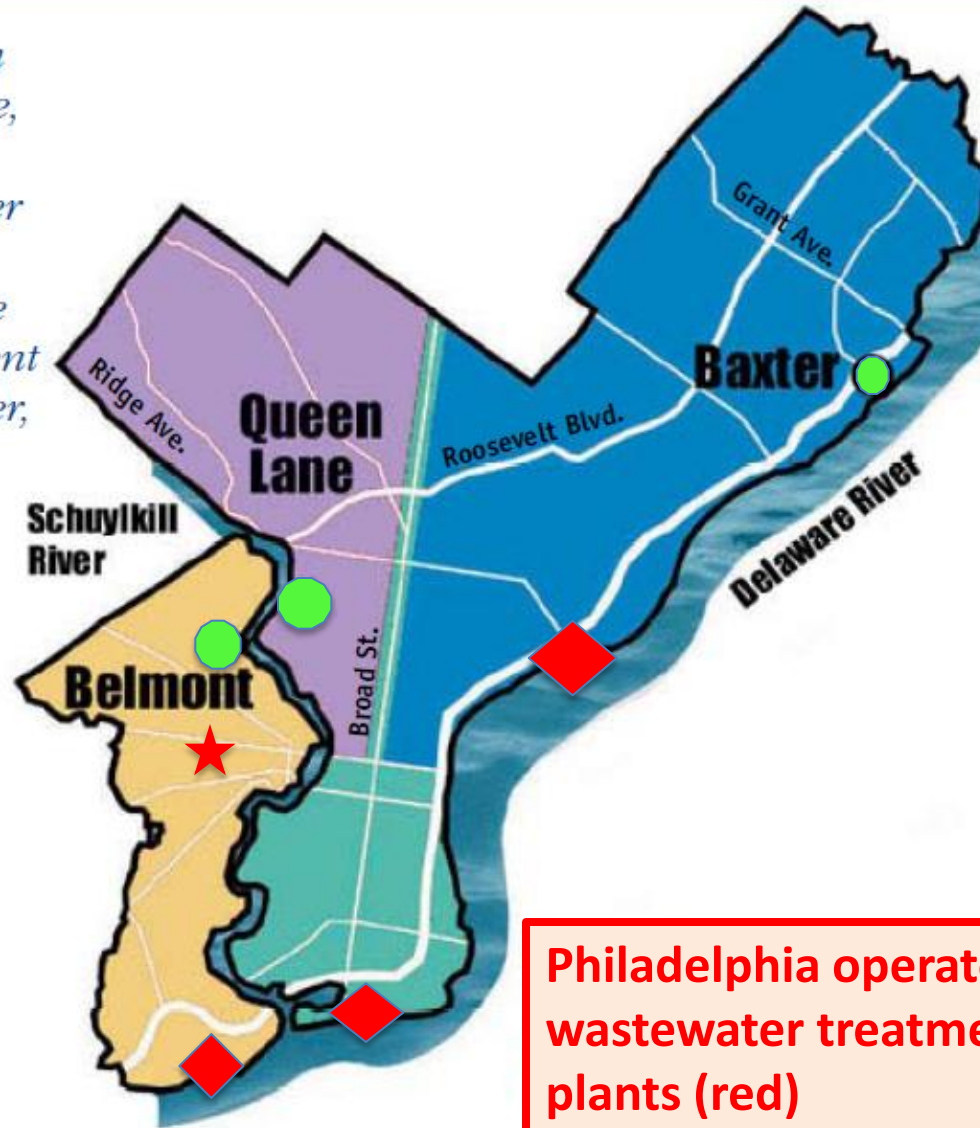 Grant Ave.
Baxter
Ridge Ave.
Queen
Lane
Roosevelt Blvd.
Schuylkill
River
Delaware River
Belmont
Broad St.
Philadelphia operat
wastewater treatme
plants (red)